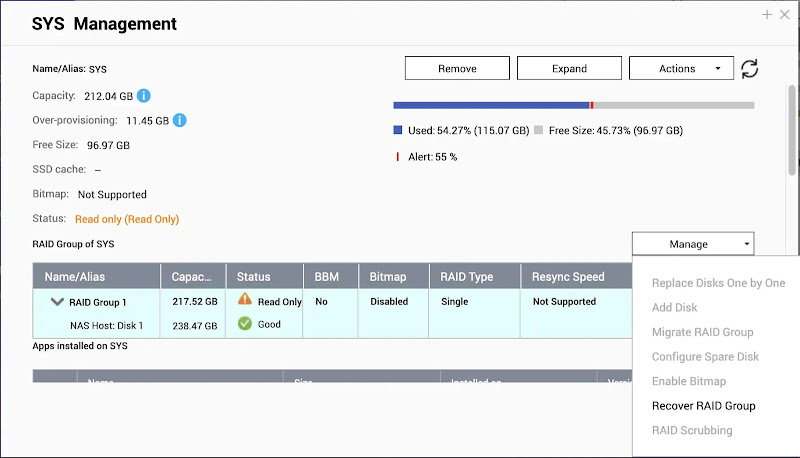 SYS Management
Name/Alias: SYS
Remove
Expand
Actions
Capacity: 212.04 GB
Over-provisioning: 11.45 GB
Free Size: 96.97 GB
SSD cache: --
Bitmap: Not Supported
Status: Read only (Read Only)
Used: 54.27% (115.07 GB) Free Size: 45.73% (96.97 GB)
Alert: 55 %
RAID Group of SYS
Manage
Name/Alias Capac... Status BBM Bitmap RAID Type Resync Speed
RAID Group 1 217.52 GB Read Only No Disabled Single Not Supported
NAS Host: Disk 1 238.47 GB Good
Apps installed on SYS
Name Size Installed on
Replace Disks One by One
Add Disk
Migrate RAID Group
Configure Spare Disk
Enable Bitmap
Recover RAID Group
RAID Scrubbing